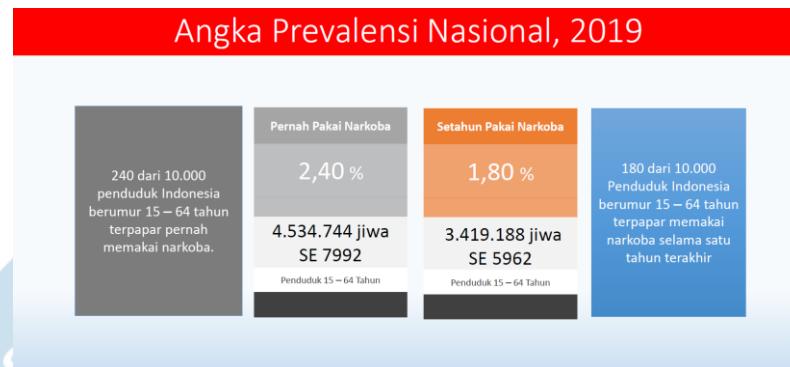 Angka Prevalensi Nasional, 2019
240 dari 10.000
penduduk Indonesia
berumur 15 – 64 tahun
terpapar pernah
memakai narkoba.
Pernah Pakai Narkoba
2,40 %
4.534.744 jiwa
SE 7992
Penduduk 15 – 64 Tahun
Setahun Pakai Narkoba
1,80 %
3.419.188 jiwa
SE 5962
Penduduk 15 – 64 Tahun
180 dari 10.000
Penduduk Indonesia
berumur 15 – 64 tahun
terpapar memakai
narkoba selama satu
tahun terakhir